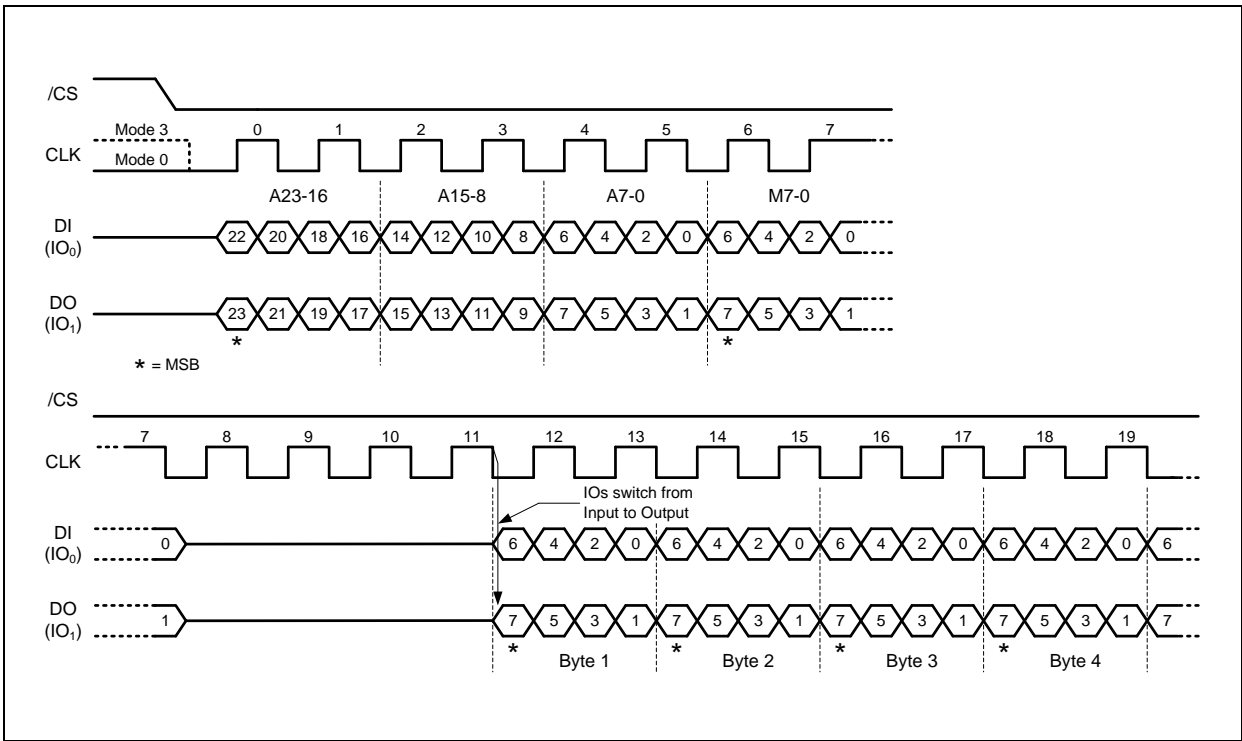 /CS
Mode 3 0 1 2 3 4 5 6 7
CLK
Mode 0
A23-16 A15-8 A7-0 M7-0
DI
(IO₀)
22 20 18 16 14 12 10 8 6 4 2 0 6 4 2 0
DO
(IO₁)
23 21 19 17 15 13 11 9 7 5 3 1 7 5 3 1
* *
* = MSB
/CS
7 8 9 10 11 12 13 14 15 16 17 18 19
CLK
IOs switch from
Input to Output
DI
(IO₀)
0 6 4 2 0 6 4 2 0 6 4 2 0 6 4 2 0 6
DO
(IO₁)
1 7 5 3 1 7 5 3 1 7 5 3 1 7 5 3 1 7
* * * *
Byte 1 Byte 2 Byte 3 Byte 4